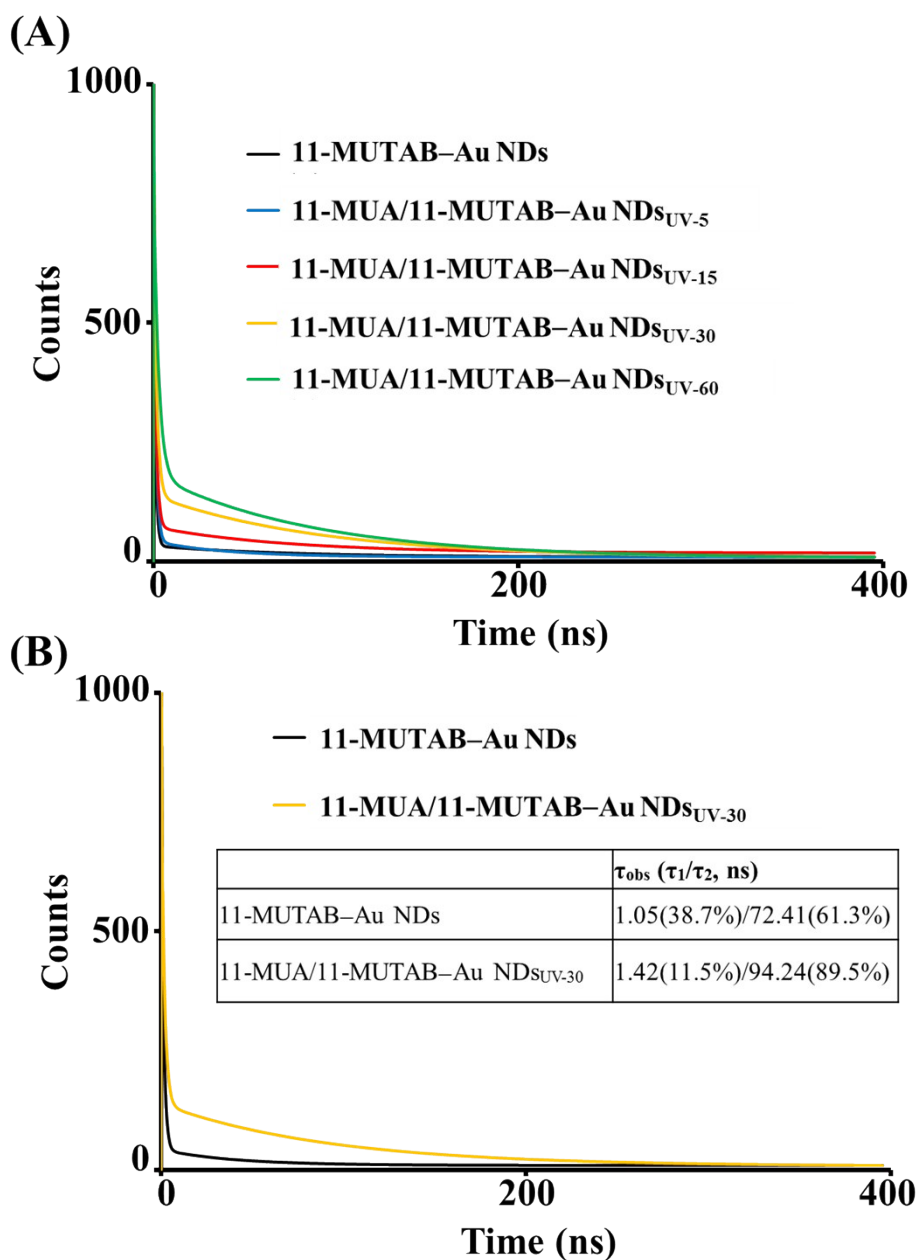 (A)
1000
11-MUTAB–Au NDs
11-MUA/11-MUTAB–Au NDsUV-5
11-MUA/11-MUTAB–Au NDsUV-15
11-MUA/11-MUTAB–Au NDsUV-30
11-MUA/11-MUTAB–Au NDsUV-60
Counts
500
0
0
200
400
Time (ns)
(B)
1000
11-MUTAB–Au NDs
11-MUA/11-MUTAB–Au NDsUV-30
τobs (τ1/τ2, ns)
11-MUTAB–Au NDs
1.05(38.7%)/72.41(61.3%)
11-MUA/11-MUTAB–Au NDsUV-30
1.42(11.5%)/94.24(89.5%)
Counts
500
0
0
200
400
Time (ns)